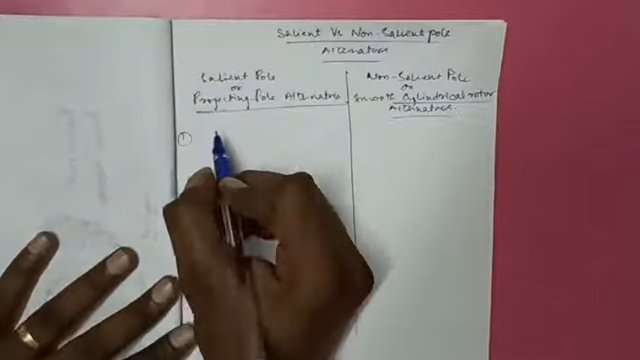 Salient Vs Non-Salient pole
Alternators
Salient Pole
or
Projecting Pole Alternator
Non-Salient Pole
or
Smooth Cylindrical rotor
Alternators.
1